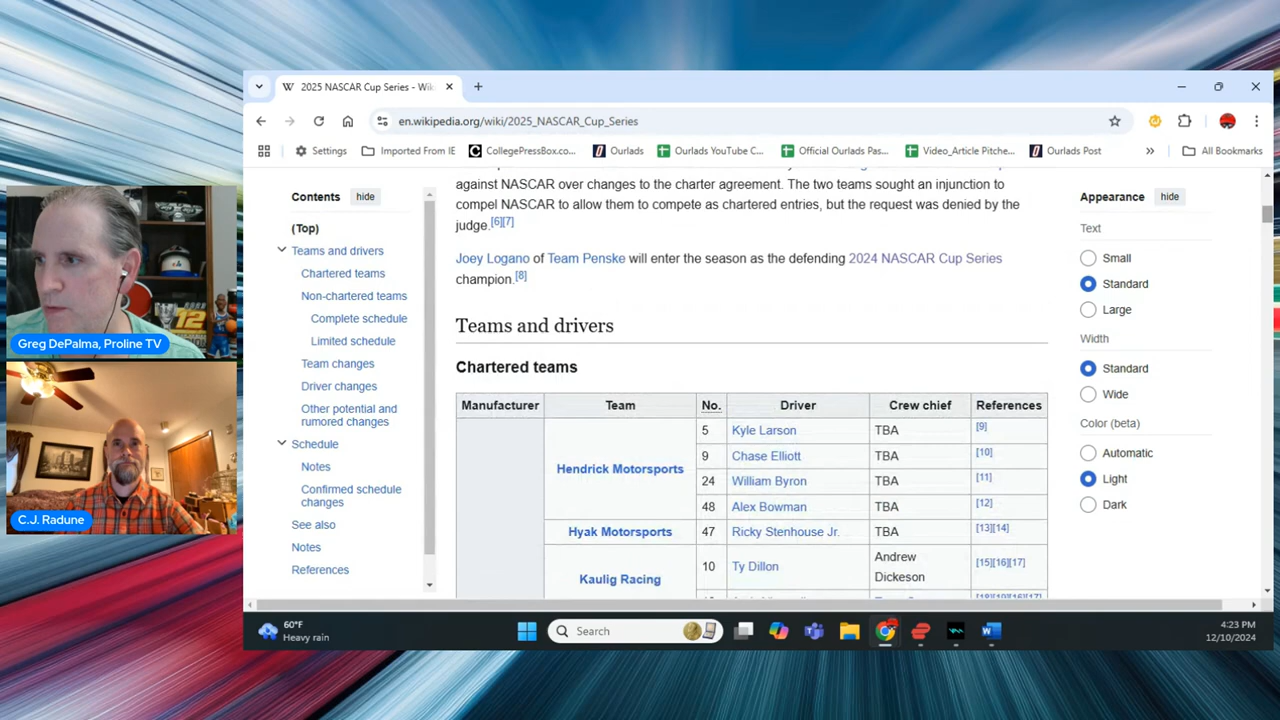 2025 NASCAR Cup Series - Wik
en.wikipedia.org/wiki/2025_NASCAR_Cup_Series
Settings
Imported From IE
CollegePressBox.co...
Ourlads
Ourlads YouTube C...
Official Ourlads Pas...
Video_Article Pitche...
Ourlads Post
All Bookmarks
Contents
hide
(Top)
Teams and drivers
Chartered teams
Non-chartered teams
Complete schedule
Limited schedule
Team changes
Driver changes
Other potential and
rumored changes
Schedule
Notes
Confirmed schedule
changes
See also
Notes
References
against NASCAR over changes to the charter agreement. The two teams sought an injunction to
compel NASCAR to allow them to compete as chartered entries, but the request was denied by the
judge.[6][7]
Joey Logano of Team Penske will enter the season as the defending 2024 NASCAR Cup Series
champion.[8]
Teams and drivers
Chartered teams
Manufacturer Team No. Driver Crew chief References
Hendrick Motorsports
5 Kyle Larson TBA [9]
9 Chase Elliott TBA [10]
24 William Byron TBA [11]
48 Alex Bowman TBA [12]
Hyak Motorsports 47 Ricky Stenhouse Jr. TBA [13][14]
Kaulig Racing
10 Ty Dillon Andrew
Dickeson [15][16][17]
Appearance
hide
Text
Small
Standard
Large
Width
Standard
Wide
Color (beta)
Automatic
Light
Dark
Greg DePalma, Proline TV
12
C.J. Radune
60°F
Heavy rain
Search
4:23 PM
12/10/2024